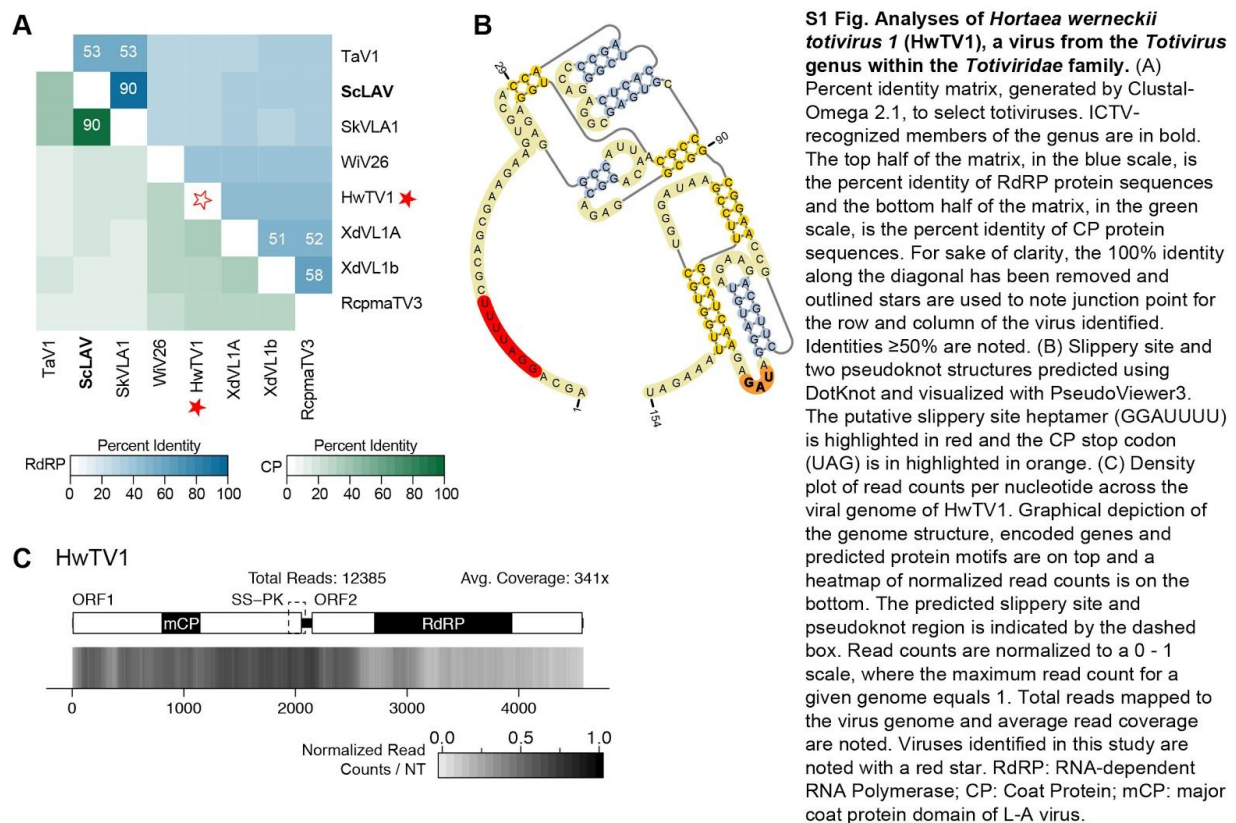 A
53 53
90
90
51 52
58
TaV1
ScLAV
SkVLA1
WiV26
HwTV1
XdVL1A
XdVL1b
RcpmaTV3
TaV1
ScLAV
SkVLA1
WiV26
HwTV1
XdVL1A
XdVL1b
RcpmaTV3
Percent Identity
RdRP
0 20 40 60 80 100
Percent Identity
CP
0 20 40 60 80 100
B
29
90
1
154
UAG
C HwTV1
Total Reads: 12385 Avg. Coverage: 341x
ORF1 SS-PK ORF2
mCP RdRP
0 1000 2000 3000 4000
0.0 0.5 1.0
Normalized Read
Counts / NT
S1 Fig. Analyses of Hortaea werneckii
totivirus 1 (HwTV1), a virus from the Totivirus
genus within the Totiviridae family. (A)
Percent identity matrix, generated by Clustal-
Omega 2.1, to select totiviruses. ICTV-
recognized members of the genus are in bold.
The top half of the matrix, in the blue scale, is
the percent identity of RdRP protein sequences
and the bottom half of the matrix, in the green
scale, is the percent identity of CP protein
sequences. For sake of clarity, the 100% identity
along the diagonal has been removed and
outlined stars are used to note junction point for
the row and column of the virus identified.
Identities ≥50% are noted. (B) Slippery site and
two pseudoknot structures predicted using
DotKnot and visualized with PseudoViewer3.
The putative slippery site heptamer (GGAUUUU)
is highlighted in red and the CP stop codon
(UAG) is in highlighted in orange. (C) Density
plot of read counts per nucleotide across the
viral genome of HwTV1. Graphical depiction of
the genome structure, encoded genes and
predicted protein motifs are on top and a
heatmap of normalized read counts is on the
bottom. The predicted slippery site and
pseudoknot region is indicated by the dashed
box. Read counts are normalized to a 0 - 1
scale, where the maximum read count for a
given genome equals 1. Total reads mapped to
the virus genome and average read coverage
are noted. Viruses identified in this study are
noted with a red star. RdRP: RNA-dependent
RNA Polymerase; CP: Coat Protein; mCP: major
coat protein domain of L-A virus.